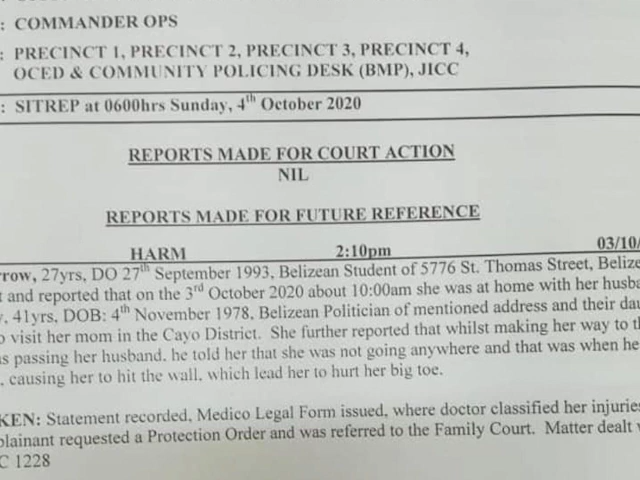 : COMMANDER OPS
: PRECINCT 1, PRECINCT 2, PRECINCT 3, PRECINCT 4,
OCED & COMMUNITY POLICING DESK (BMP), JICC
: SITREP at 0600hrs Sunday, 4th October 2020
REPORTS MADE FOR COURT ACTION
NIL
REPORTS MADE FOR FUTURE REFERENCE
HARM 2:10pm 03/10/
rrow, 27yrs, DO 27th September 1993, Belizean Student of 5776 St. Thomas Street, Belize
t and reported that on the 3rd October 2020 about 10:00am she was at home with her husba
, 41yrs, DOB: 4th November 1978, Belizean Politician of mentioned address and their dau
o visit her mom in the Cayo District. She further reported that whilst making her way to th
s passing her husband, he told her that she was not going anywhere and that was when he
, causing her to hit the wall, which lead her to hurt her big toe.
KEN: Statement recorded, Medico Legal Form issued, where doctor classified her injuries
plainant requested a Protection Order and was referred to the Family Court. Matter dealt
C 1228